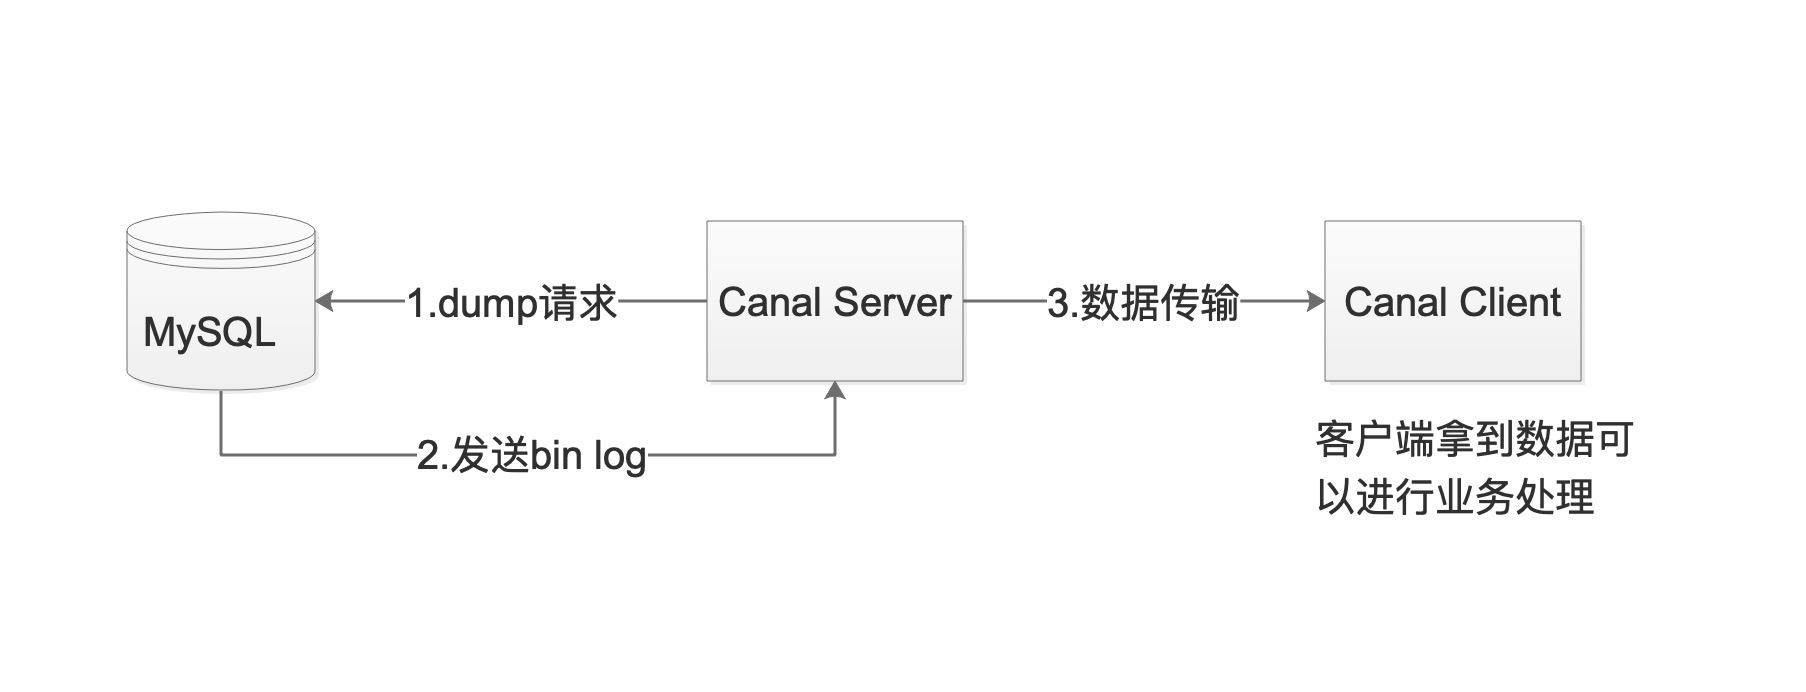 MySQL
1.dump请求
Canal Server
3.数据传输
Canal Client
2.发送bin log
客户端拿到数据可
以进行业务处理